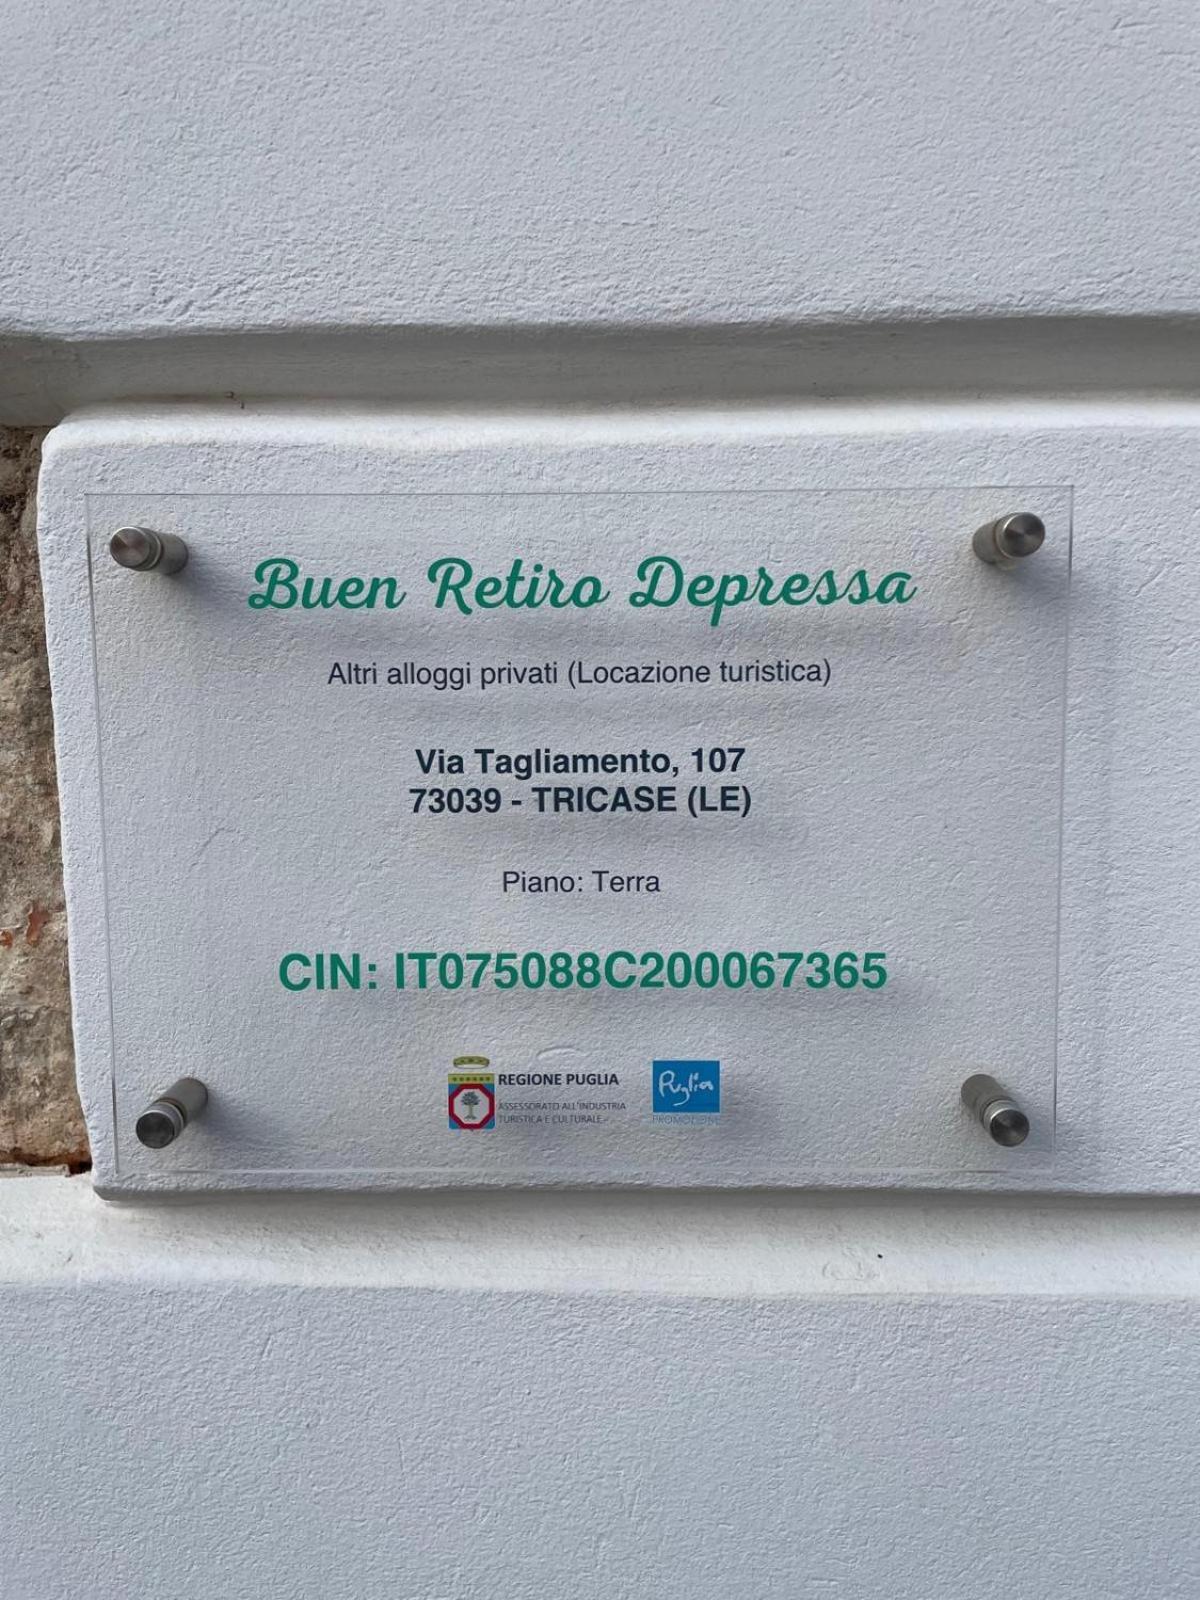 Buen Retiro Depressa
Altri alloggi privati (Locazione turistica)
Via Tagliamento, 107
73039 - TRICASE (LE)
Piano: Terra
CIN: IT075088C200067365
REGIONE PUGLIA
ASSESSORATO ALL'INDUSTRIA
TURISTICA E CULTURALE
Puglia
PROMOZIONE